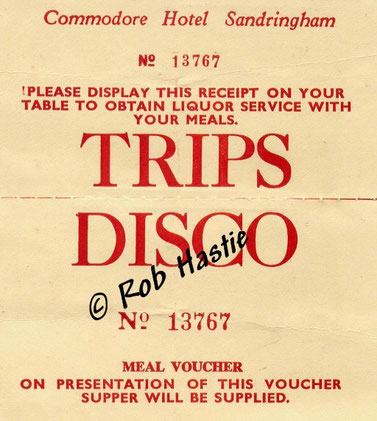 Commodore Hotel Sandringham
Nº 13767
PLEASE DISPLAY THIS RECEIPT ON YOUR
TABLE TO OBTAIN LIQUOR SERVICE WITH
YOUR MEALS.
TRIPS
DISCO
© Rob Hastie
Nº 13767
MEAL VOUCHER
ON PRESENTATION OF THIS VOUCHER
SUPPER WILL BE SUPPLIED.